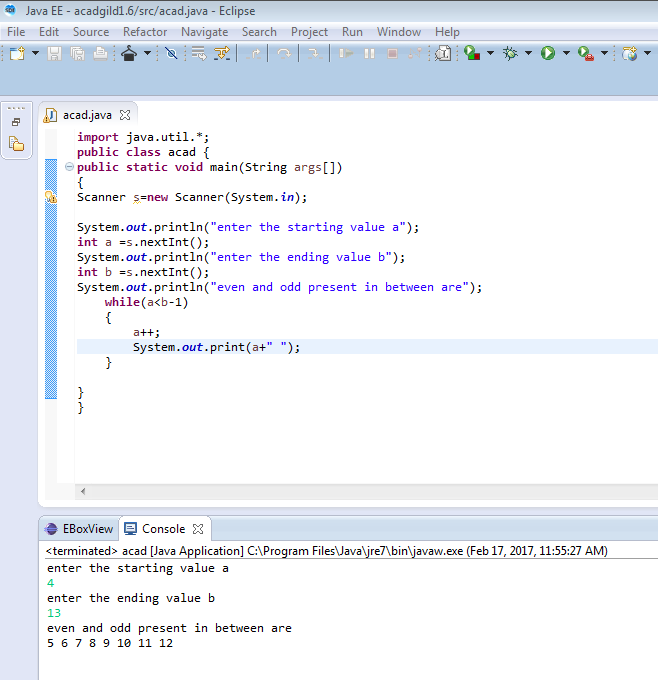 Java EE - acadgild1.6/src/acad.java - Eclipse
File Edit Source Refactor Navigate Search Project Run Window Help
acad.java
import java.util.*;
public class acad {
public static void main(String args[])
{
Scanner s=new Scanner(System.in);
System.out.println("enter the starting value a");
int a =s.nextInt();
System.out.println("enter the ending value b");
int b =s.nextInt();
System.out.println("even and odd present in between are");
while(a<b-1)
{
a++;
System.out.print(a+" ");
}
}
}
EBoxView Console
<terminated> acad [Java Application] C:\Program Files\Java\jre7\bin\javaw.exe (Feb 17, 2017, 11:55:27 AM)
enter the starting value a
4
enter the ending value b
13
even and odd present in between are
5 6 7 8 9 10 11 12